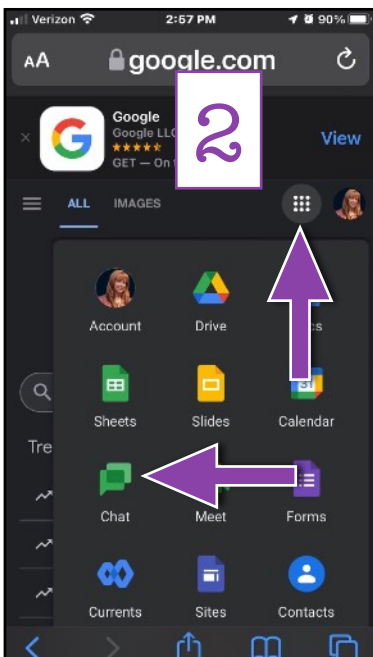 Verizon 2:57 PM 90%
AA google.com
Google
Google LLC
GET — On t
View
2
ALL IMAGES
Account Drive
Sheets Slides Calendar
31
Tre
Chat Meet Forms
Currents Sites Contacts